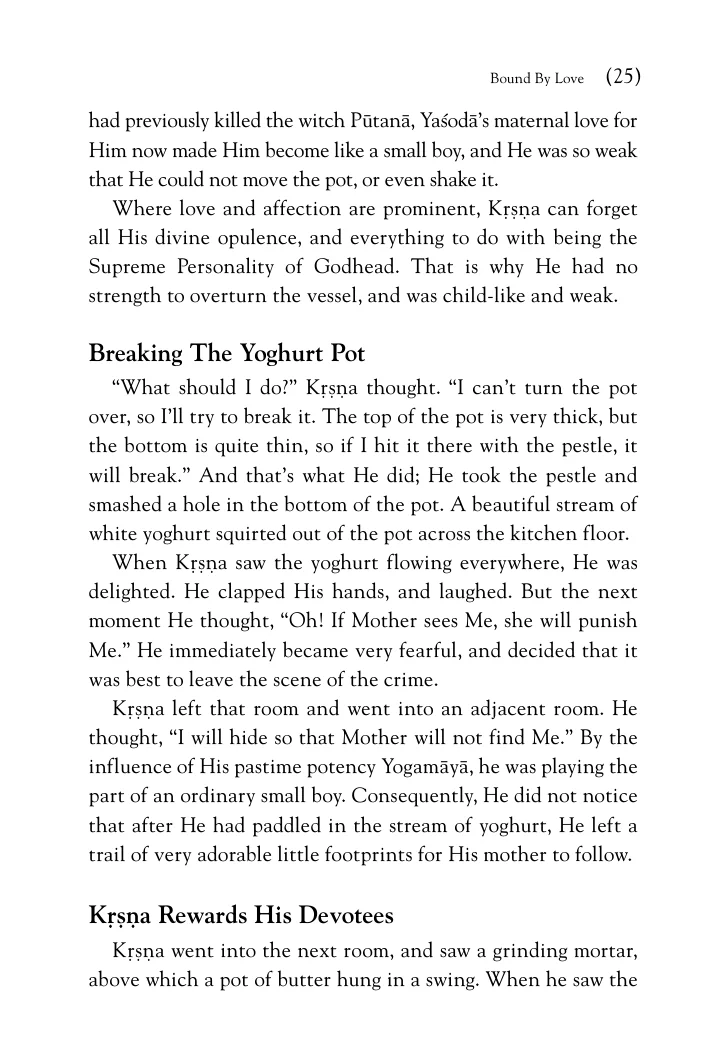 Bound By Love (25)
had previously killed the witch Pūtanā, Yaśodā’s maternal love for
Him now made Him become like a small boy, and He was so weak
that He could not move the pot, or even shake it.
Where love and affection are prominent, Kṛṣṇa can forget
all His divine opulence, and everything to do with being the
Supreme Personality of Godhead. That is why He had no
strength to overturn the vessel, and was child-like and weak.
Breaking The Yoghurt Pot
“What should I do?” Kṛṣṇa thought. “I can’t turn the pot
over, so I’ll try to break it. The top of the pot is very thick, but
the bottom is quite thin, so if I hit it there with the pestle, it
will break.” And that’s what He did; He took the pestle and
smashed a hole in the bottom of the pot. A beautiful stream of
white yoghurt squirted out of the pot across the kitchen floor.
When Kṛṣṇa saw the yoghurt flowing everywhere, He was
delighted. He clapped His hands, and laughed. But the next
moment He thought, “Oh! If Mother sees Me, she will punish
Me.” He immediately became very fearful, and decided that it
was best to leave the scene of the crime.
Kṛṣṇa left that room and went into an adjacent room. He
thought, “I will hide so that Mother will not find Me.” By the
influence of His pastime potency Yogamāyā, he was playing the
part of an ordinary small boy. Consequently, He did not notice
that after He had paddled in the stream of yoghurt, He left a
trail of very adorable little footprints for His mother to follow.
Kṛṣṇa Rewards His Devotees
Kṛṣṇa went into the next room, and saw a grinding mortar,
above which a pot of butter hung in a swing. When he saw the